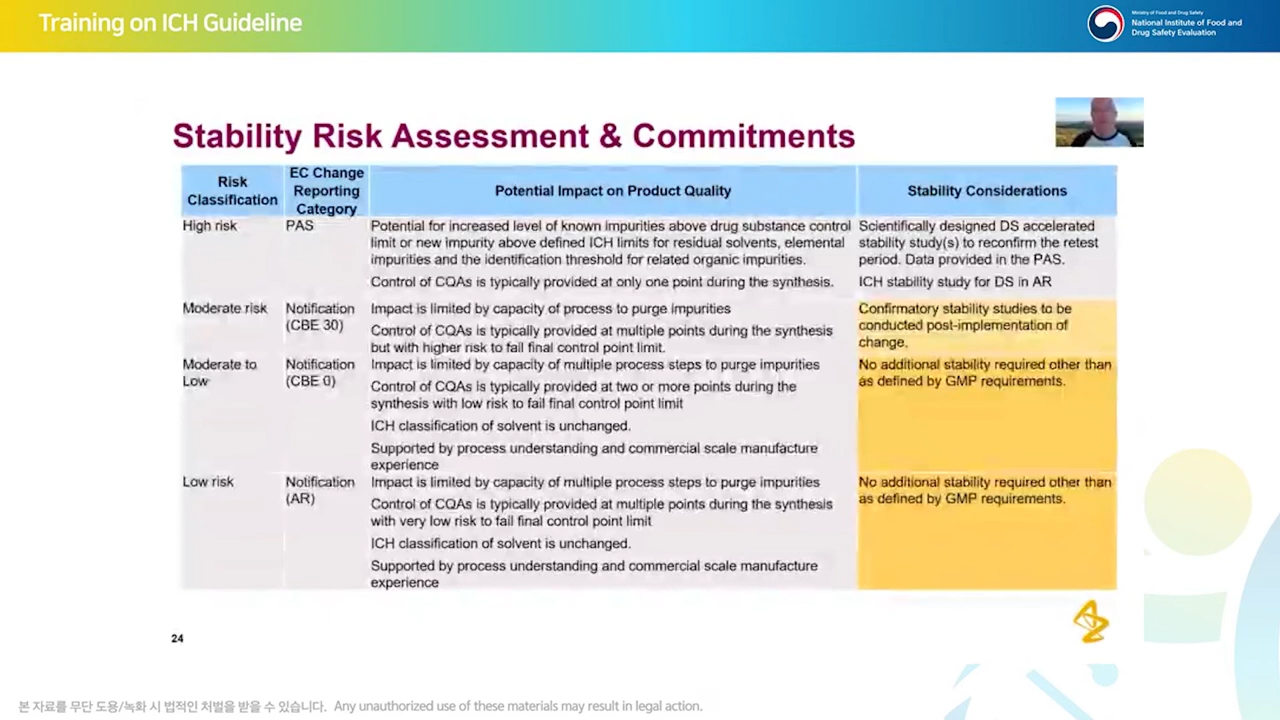 Training on ICH Guideline
Ministry of Food and Drug Safety
National Institute of Food and
Drug Safety Evaluation
Stability Risk Assessment & Commitments
Risk
Classification
EC Change
Reporting
Category
Potential Impact on Product Quality
Stability Considerations
High risk
PAS
Potential for increased level of known impurities above drug substance control
limit or new impurity above defined ICH limits for residual solvents, elemental
impurities and the identification threshold for related organic impurities.
Control of CQAs is typically provided at only one point during the synthesis.
Scientifically designed DS accelerated
stability study(s) to reconfirm the retest
period. Data provided in the PAS.
ICH stability study for DS in AR
Moderate risk
Notification
(CBE 30)
Impact is limited by capacity of process to purge impurities
Control of CQAs is typically provided at multiple points during the synthesis
but with higher risk to fail final control point limit.
Confirmatory stability studies to be
conducted post-implementation of
change.
Moderate to
Low
Notification
(CBE 0)
Impact is limited by capacity of multiple process steps to purge impurities
Control of CQAs is typically provided at two or more points during the
synthesis with low risk to fail final control point limit
ICH classification of solvent is unchanged.
Supported by process understanding and commercial scale manufacture
experience
No additional stability required other than
as defined by GMP requirements.
Low risk
Notification
(AR)
Impact is limited by capacity of multiple process steps to purge impurities
Control of CQAs is typically provided at multiple points during the synthesis
with very low risk to fail final control point limit
ICH classification of solvent is unchanged.
Supported by process understanding and commercial scale manufacture
experience
No additional stability required other than
as defined by GMP requirements.
24
본 자료를 무단 도용/녹화 시 법적인 처벌을 받을 수 있습니다. Any unauthorized use of these materials may result in legal action.